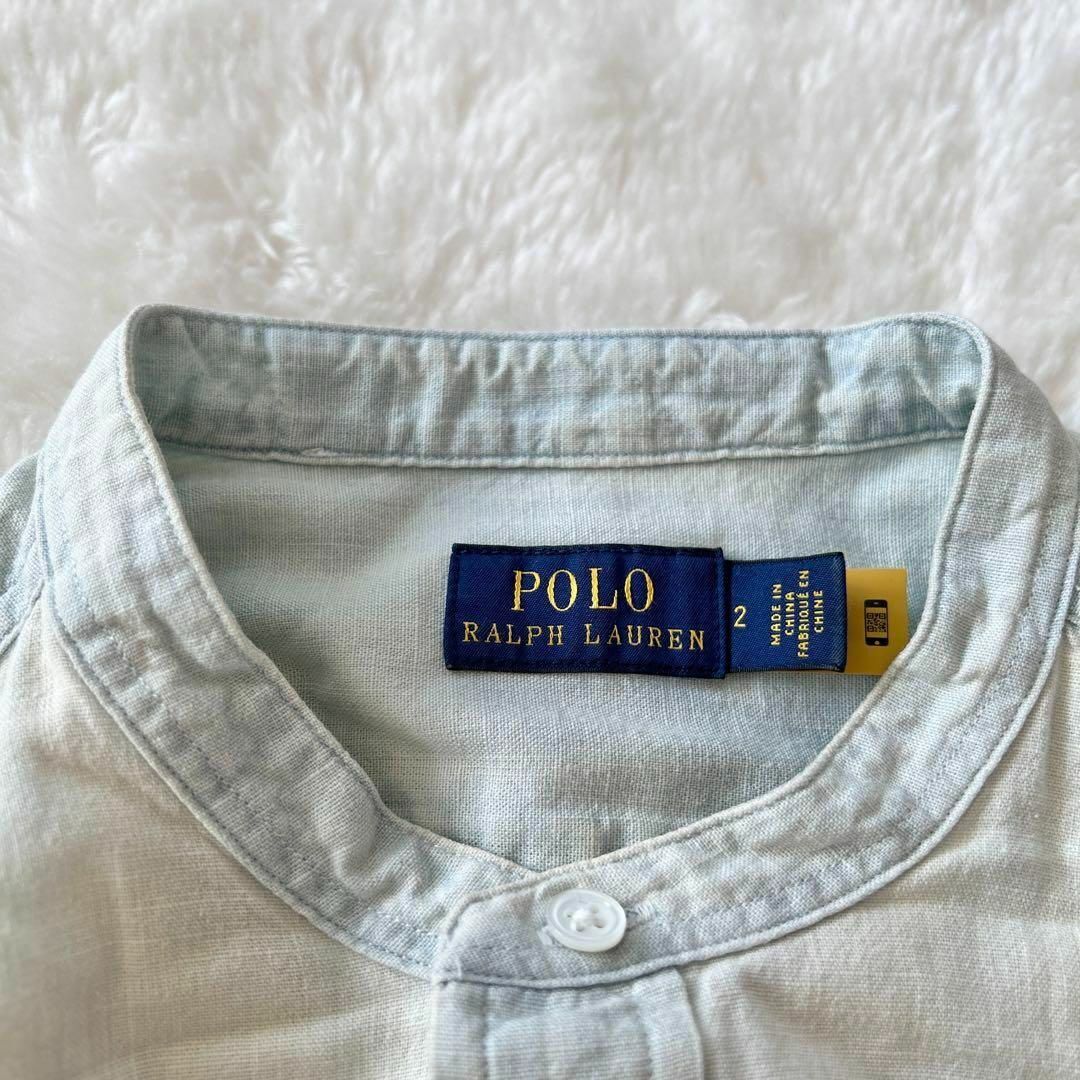 POLO
RALPH LAUREN
2
MADE IN
CHINA
FABRIQUÉ EN
CHINE